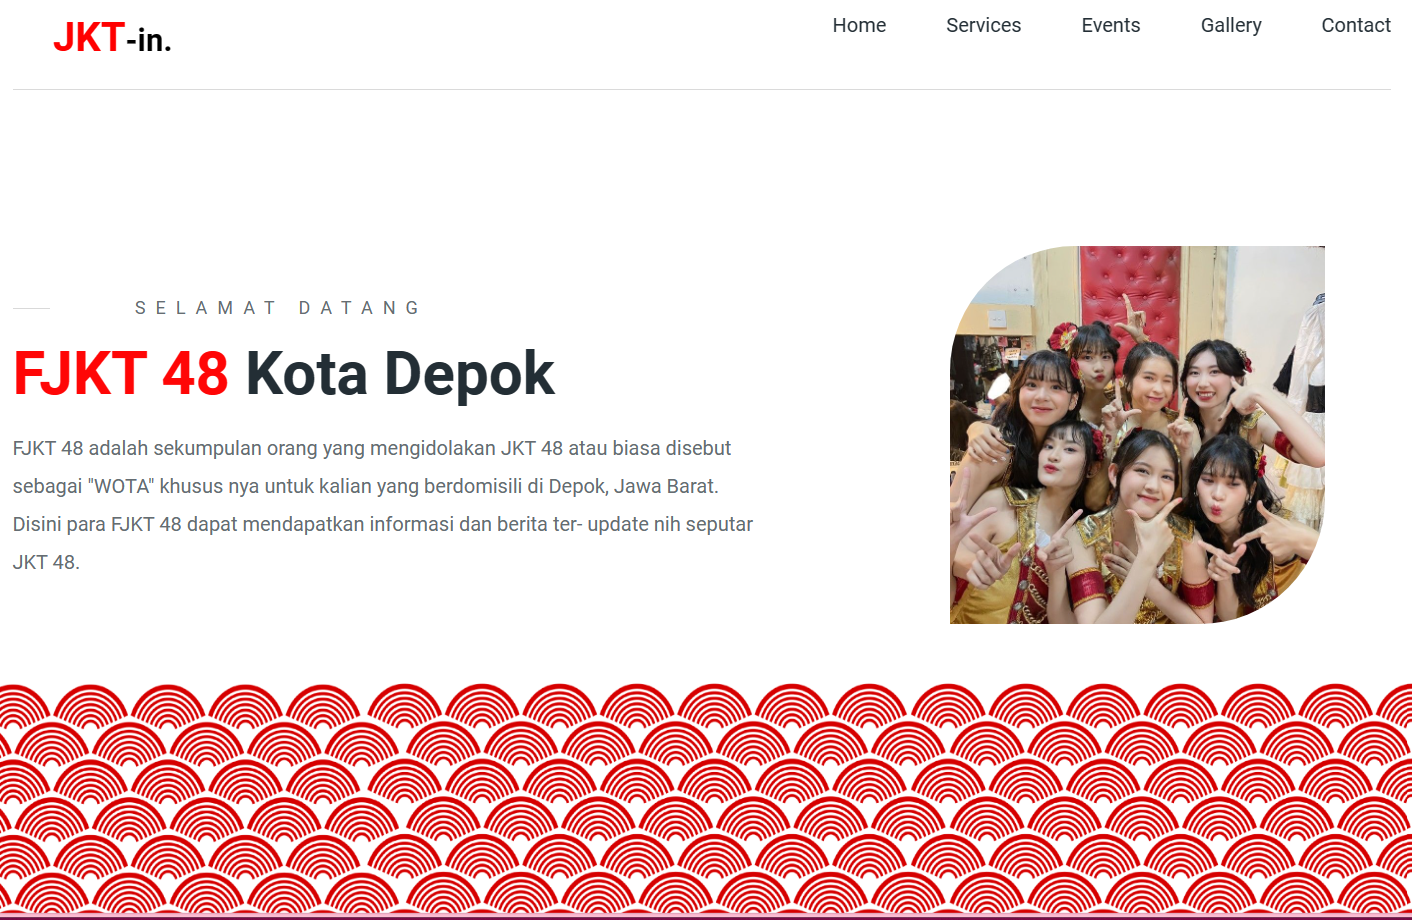 JKT-in.
Home Services Events Gallery Contact
SELAMAT DATANG
FJKT 48 Kota Depok
FJKT 48 adalah sekumpulan orang yang mengidolakan JKT 48 atau biasa disebut
sebagai "WOTA" khusus nya untuk kalian yang berdomisili di Depok, Jawa Barat.
Disini para FJKT 48 dapat mendapatkan informasi dan berita ter- update nih seputar
JKT 48.